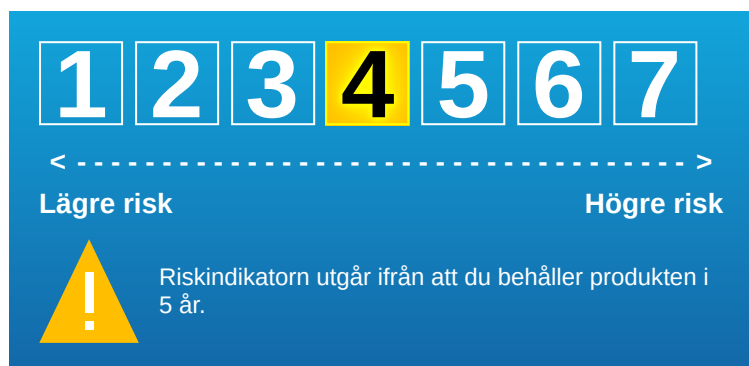 1 2 3 4 5 6 7
< - - - - - - - - - - - - - - - - - - - - - - - - - - - - - - - - - - - - >
Lägre risk Högre risk
!
Riskindikatorn utgår ifrån att du behåller produkten i
5 år.